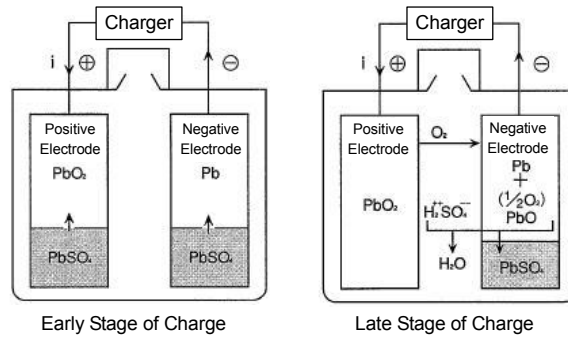 Charger
i ⊕ ⊖
Positive
Electrode
PbO₂
PbSO₄
Negative
Electrode
Pb
PbSO₄
Early Stage of Charge
Charger
i ⊕ ⊖
Positive
Electrode
PbO₂
O₂
Negative
Electrode
Pb
+
(1/2O₂)
PbO
H₂⁺⁺SO₄⁻⁻
H₂O
PbSO₄
Late Stage of Charge